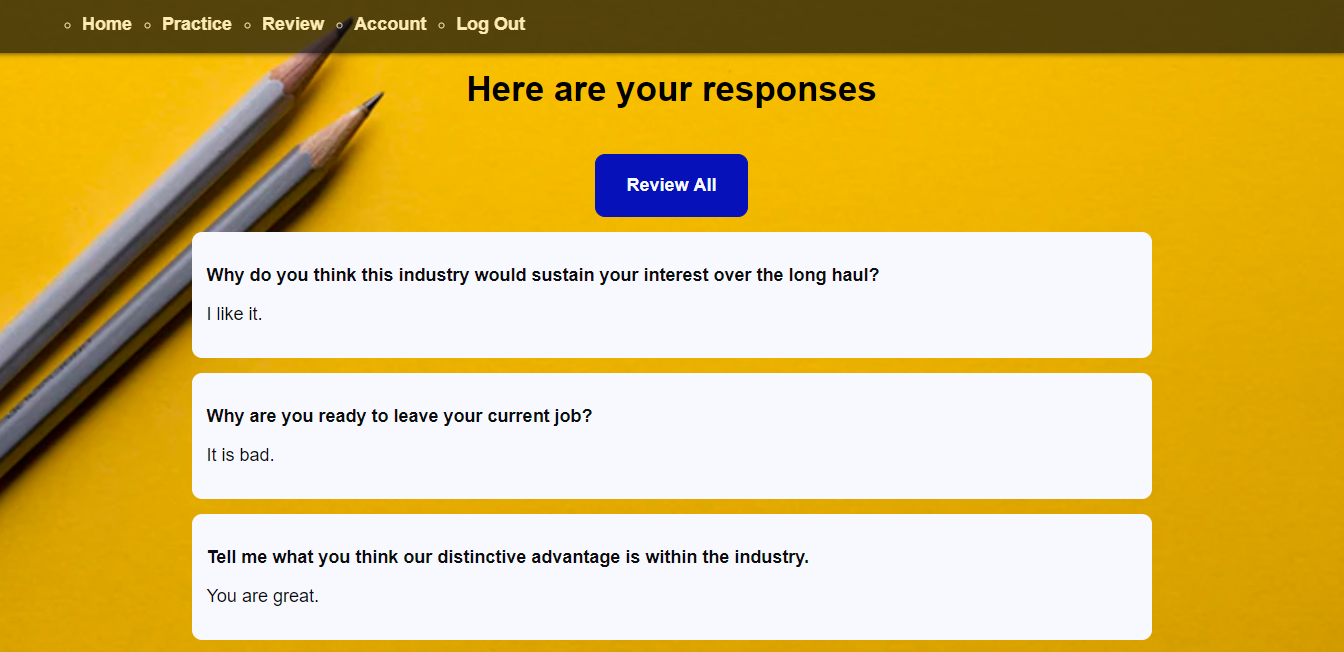 Home Practice Review Account Log Out
Here are your responses
Review All
Why do you think this industry would sustain your interest over the long haul?
I like it.
Why are you ready to leave your current job?
It is bad.
Tell me what you think our distinctive advantage is within the industry.
You are great.